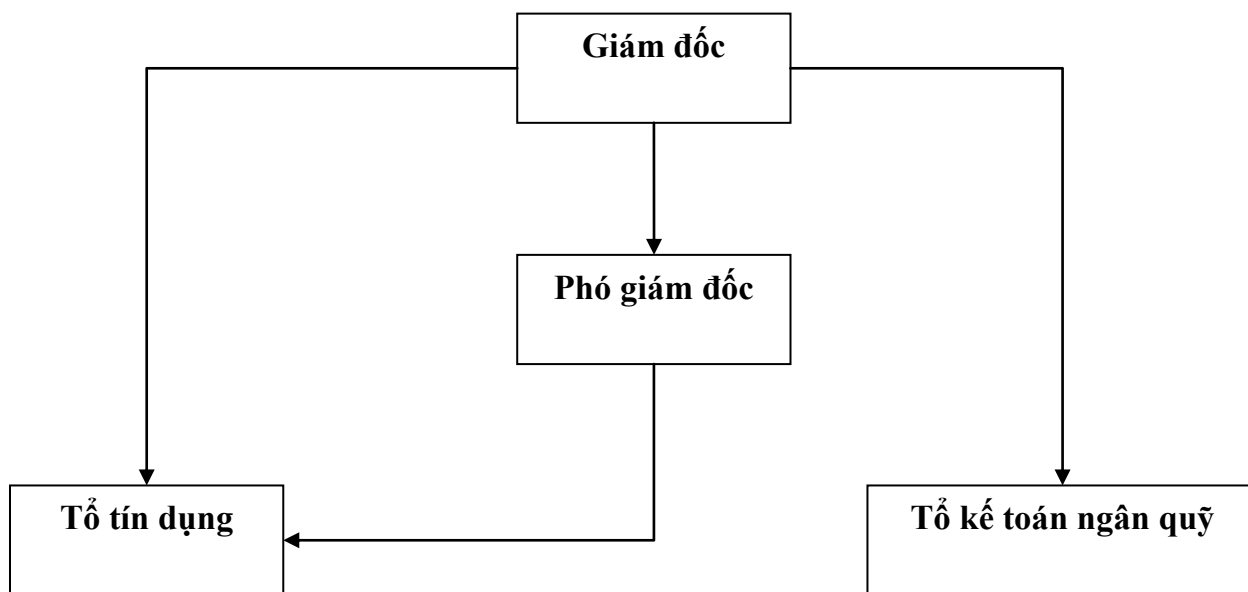 Giám đốc
Phó giám đốc
Tổ tín dụng
Tổ kế toán ngân quỹ